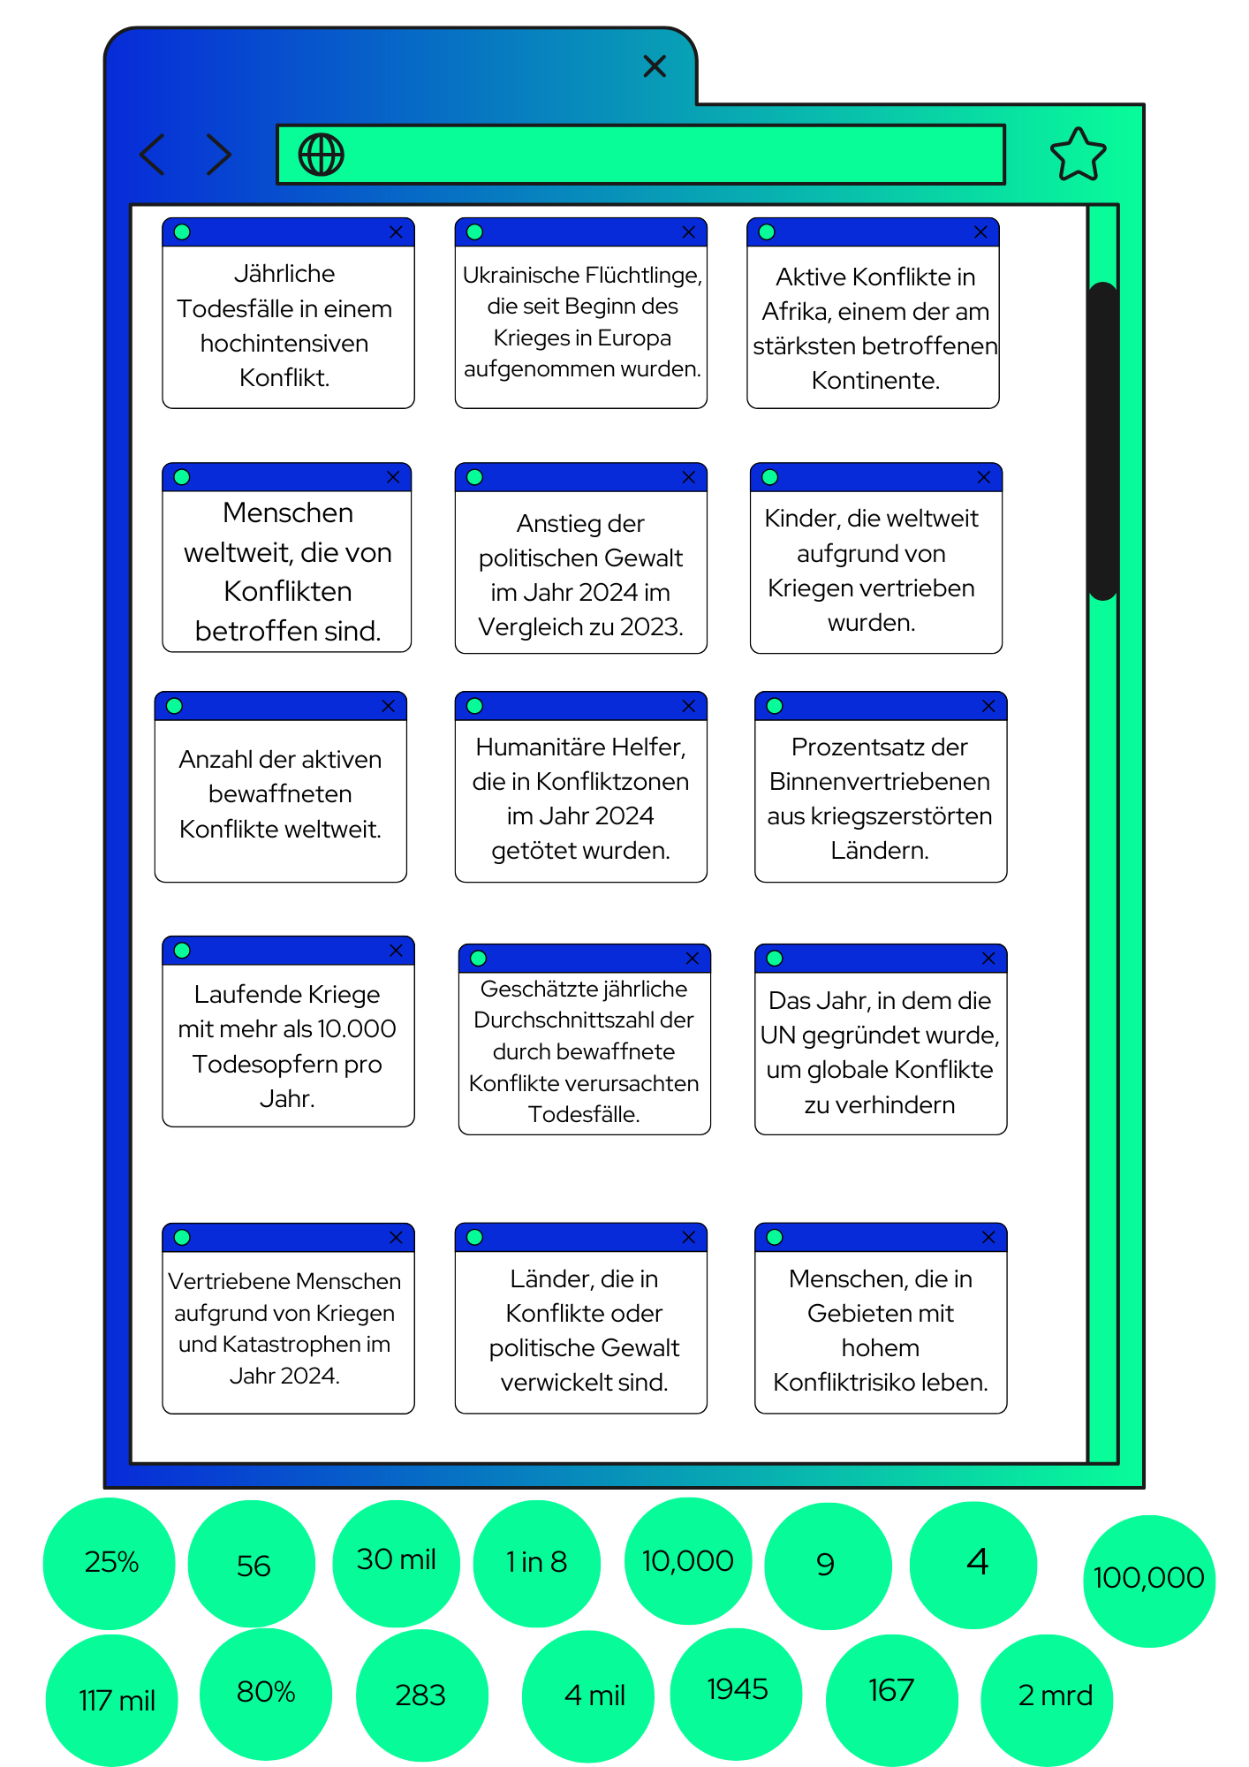 Jährliche
Todesfälle in einem
hochintensiven
Konflikt.
Ukrainische Flüchtlinge,
die seit Beginn des
Krieges in Europa
aufgenommen wurden.
Aktive Konflikte in
Afrika, einem der am
stärksten betroffenen
Kontinente.
Menschen
weltweit, die von
Konflikten
betroffen sind.
Anstieg der
politischen Gewalt
im Jahr 2024 im
Vergleich zu 2023.
Kinder, die weltweit
aufgrund von
Kriegen vertrieben
wurden.
Anzahl der aktiven
bewaffneten
Konflikte weltweit.
Humanitäre Helfer,
die in Konfliktzonen
im Jahr 2024
getötet wurden.
Prozentsatz der
Binnenvertriebenen
aus kriegszerstörten
Ländern.
Laufende Kriege
mit mehr als 10.000
Todesopfern pro
Jahr.
Geschätzte jährliche
Durchschnittszahl der
durch bewaffnete
Konflikte verursachten
Todesfälle.
Das Jahr, in dem die
UN gegründet wurde,
um globale Konflikte
zu verhindern
Vertriebene Menschen
aufgrund von Kriegen
und Katastrophen im
Jahr 2024.
Länder, die in
Konflikte oder
politische Gewalt
verwickelt sind.
Menschen, die in
Gebieten mit
hohem
Konfliktrisiko leben.
25%
56
30 mil
1 in 8
10,000
9
4
100,000
117 mil
80%
283
4 mil
1945
167
2 mrd